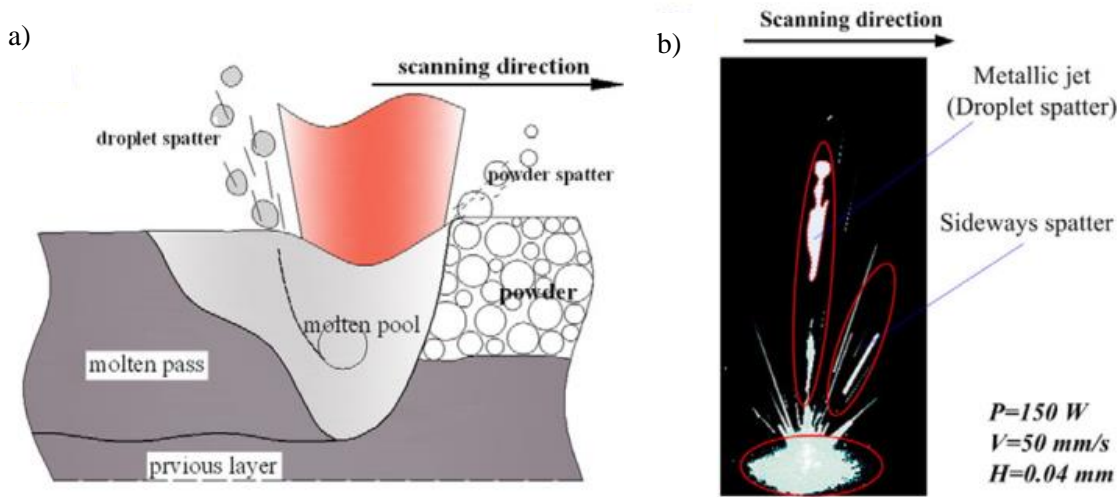 a)
scanning direction
droplet spatter
powder spatter
powder
molten pool
molten pass
prvious layer
b)
Scanning direction
Metallic jet
(Droplet spatter)
Sideways spatter
P=150 W
V=50 mm/s
H=0.04 mm